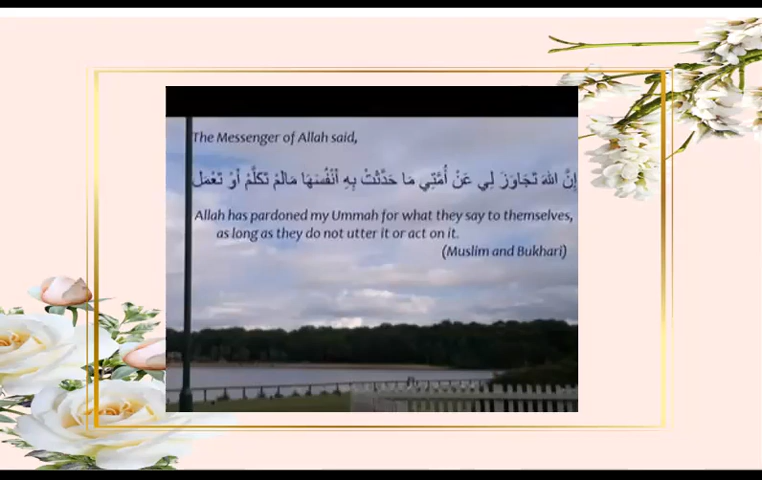 The Messenger of Allah said,
إِنَّ اللهَ تَجَاوَزَ لِي عَنْ أُمَّتِي مَا حَدَّثَتْ بِهِ أَنْفُسَهَا مَالَمْ تَكَلَّمْ أَوْ تَعْمَل
Allah has pardoned my Ummah for what they say to themselves,
as long as they do not utter it or act on it.
(Muslim and Bukhari)